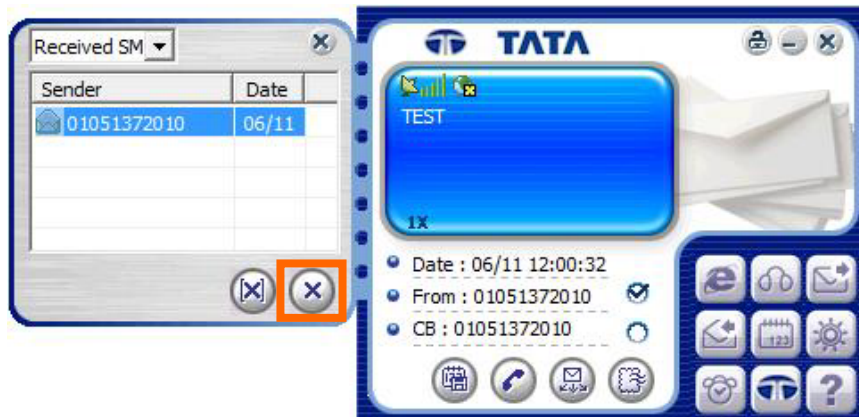 Received SM
Sender Date
01051372010 06/11
TATA
TEST
1X
Date : 06/11 12:00:32
From : 01051372010
CB : 01051372010
123
?